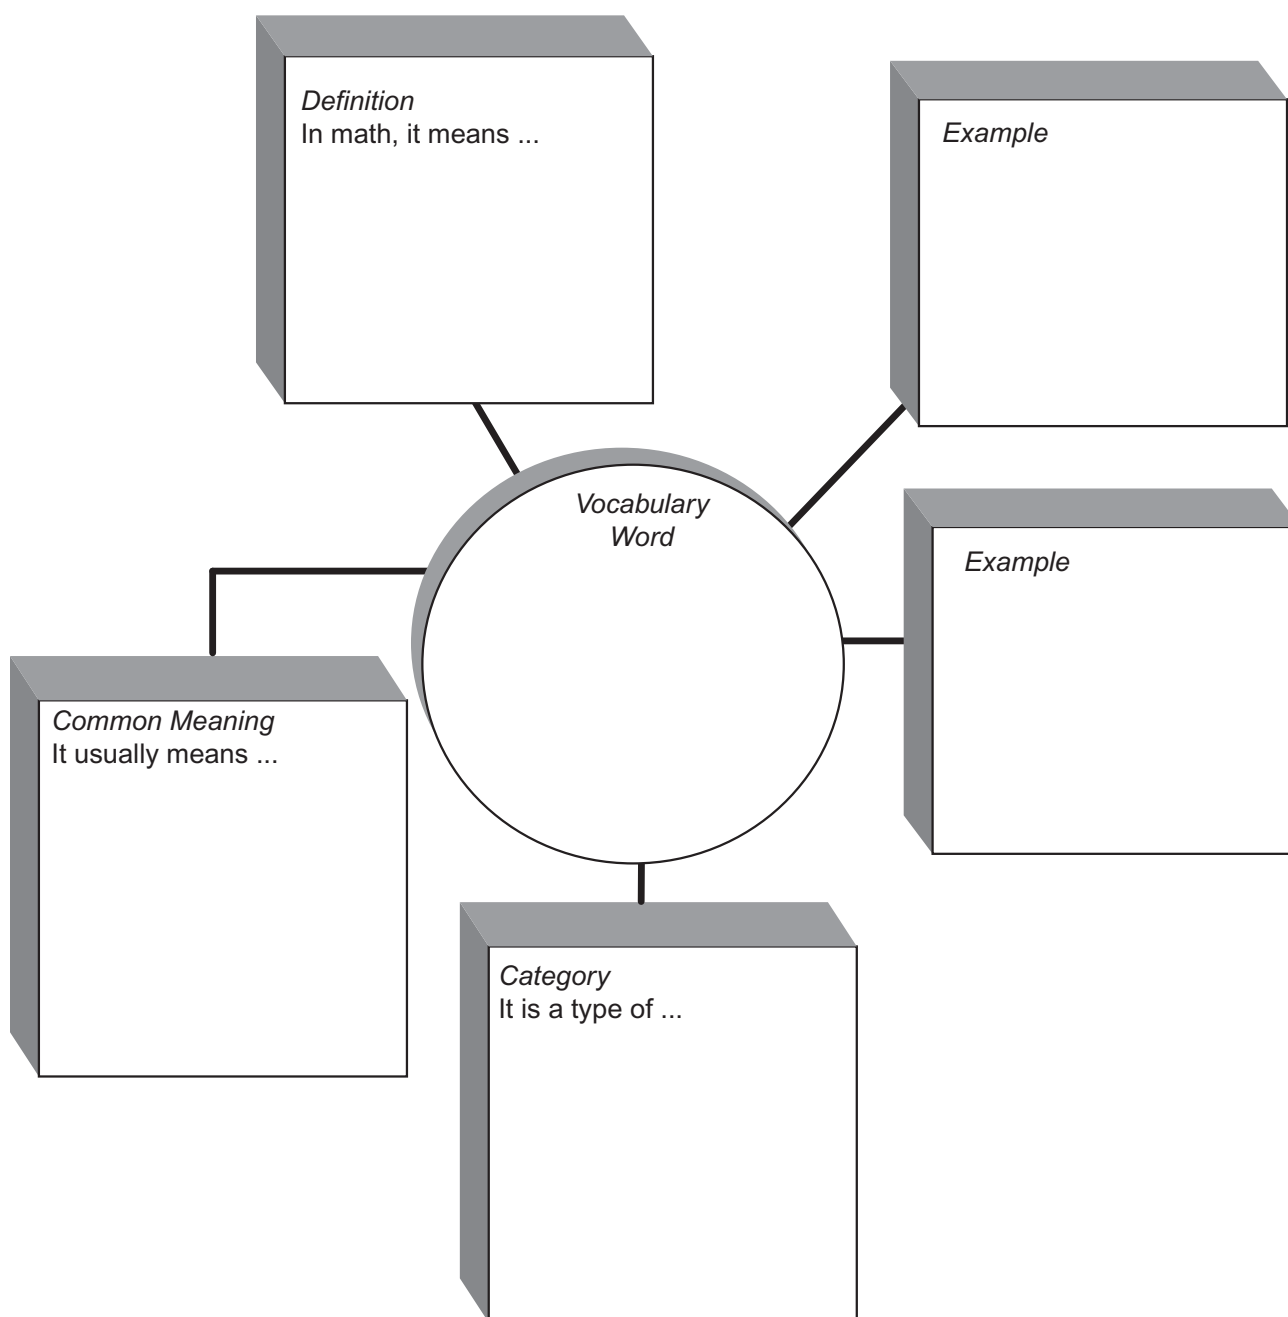 Definition
In math, it means ...
Example
Vocabulary
Word
Example
Common Meaning
It usually means ...
Category
It is a type of ...